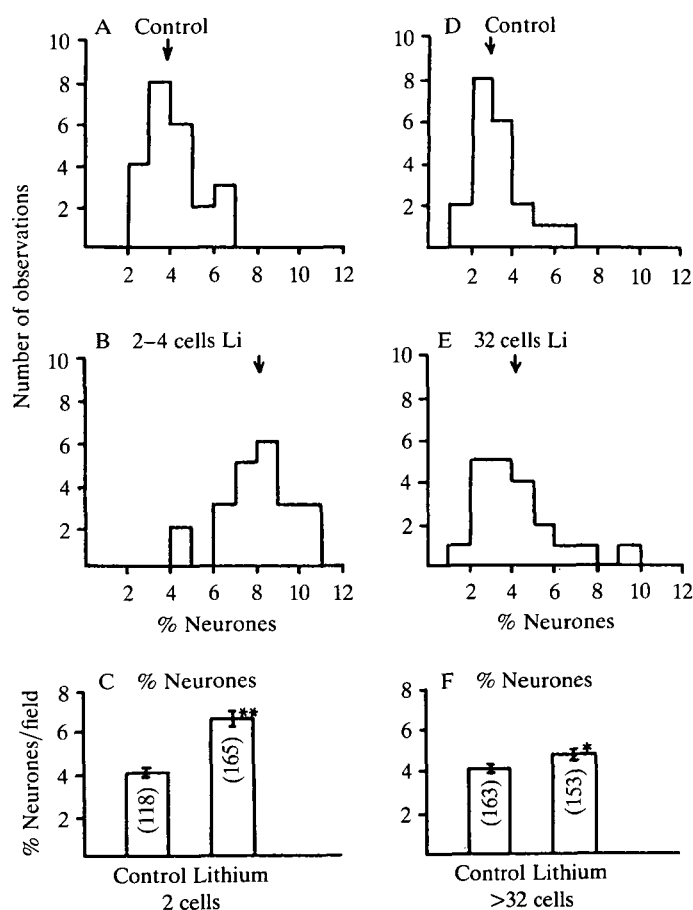 A Control
10
8
6
4
2
2 4 6 8 10 12
D Control
10
8
6
4
2
2 4 6 8 10 12
Number of observations
B 2–4 cells Li
10
8
6
4
2
2 4 6 8 10 12
% Neurones
E 32 cells Li
10
8
6
4
2
2 4 6 8 10 12
% Neurones
C % Neurones
% Neurones/field
8
6
4
2
(118)
(165)
**
Control Lithium
2 cells
F % Neurones
8
6
4
2
(163)
(153)
*
Control Lithium
>32 cells